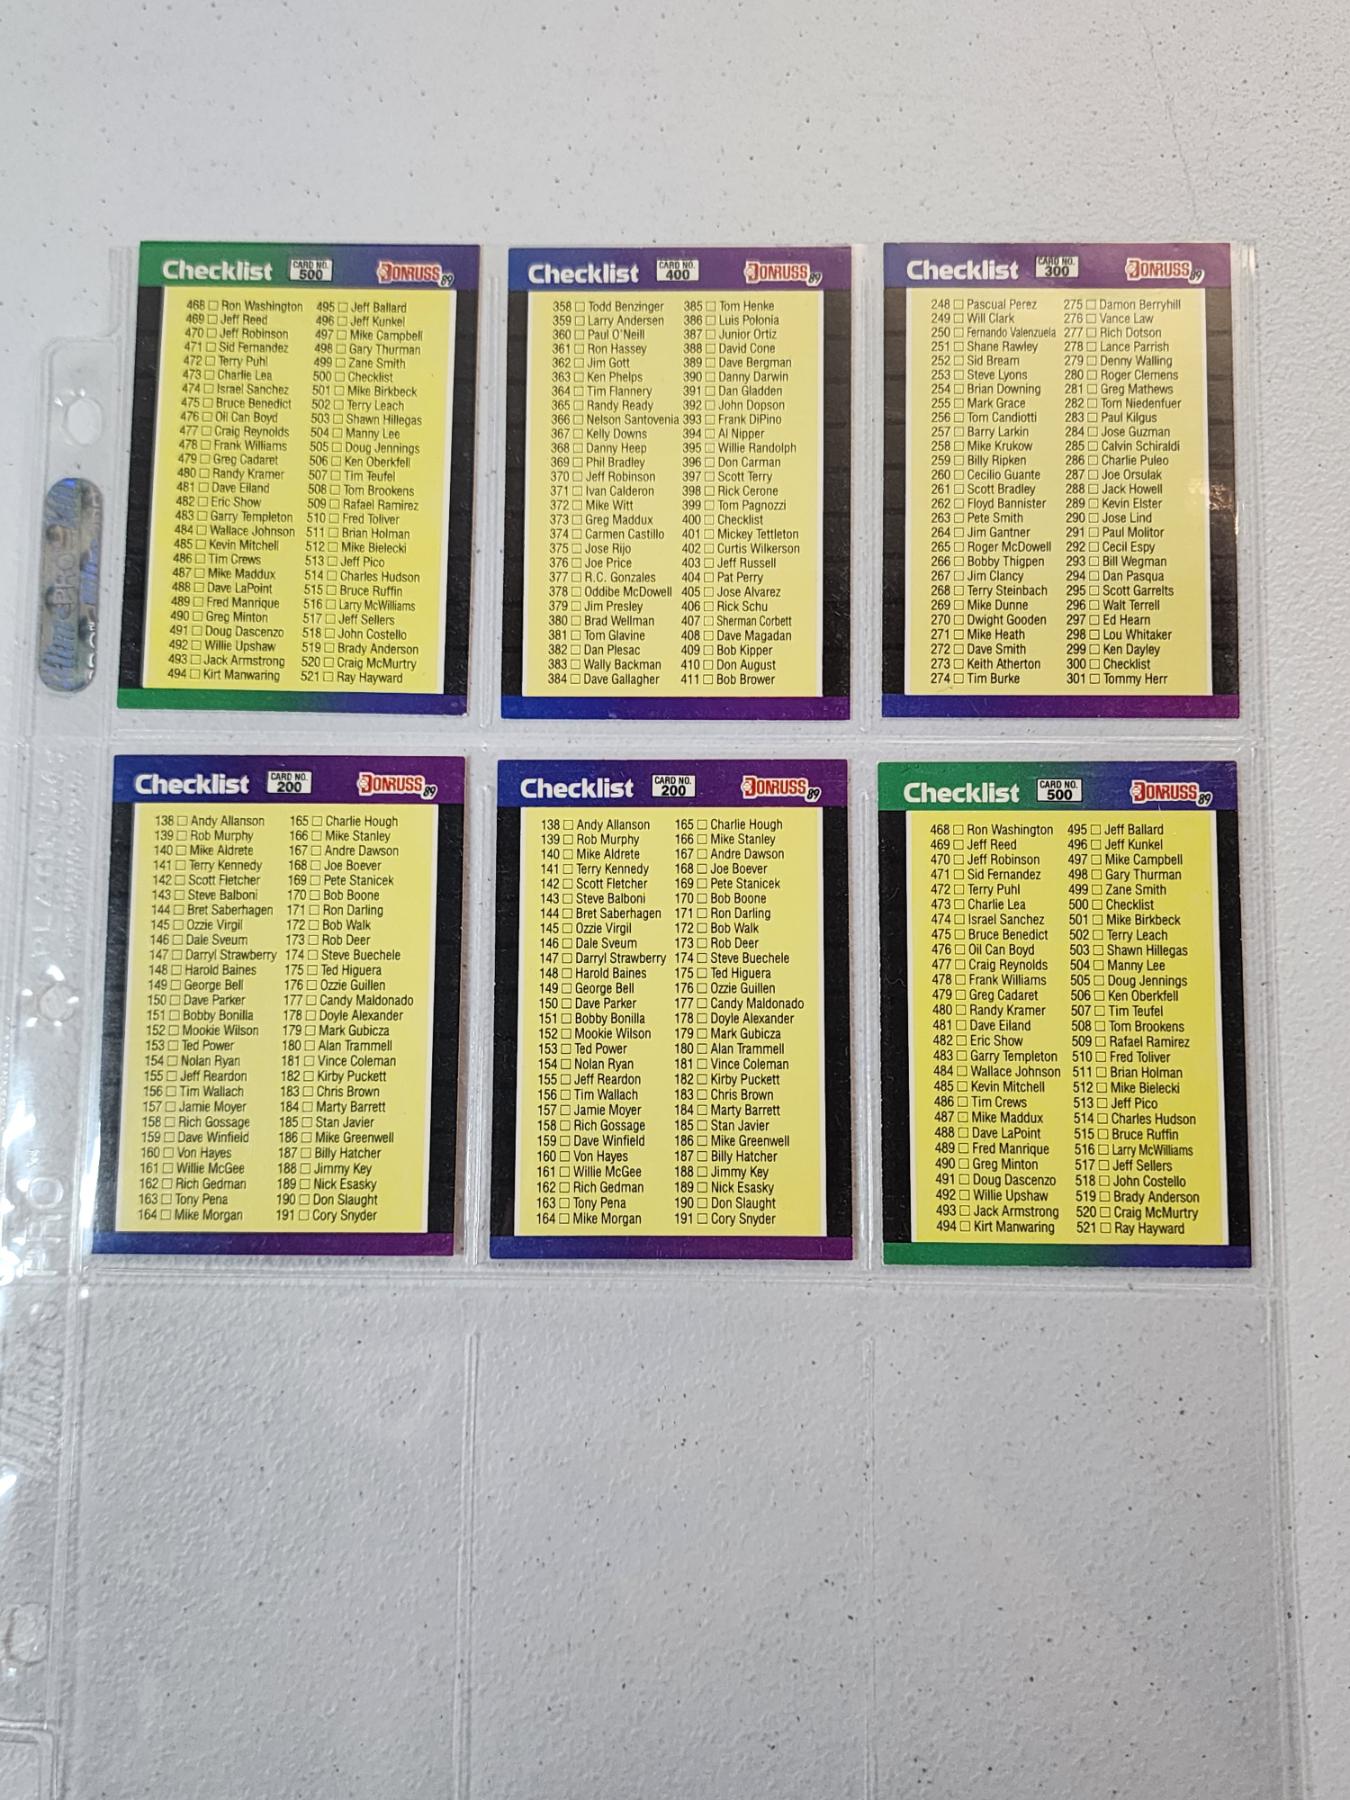 Checklist CARD NO. 500 DONRUSS 89
468 Ron Washington 495 Jeff Ballard
469 Jeff Reed 496 Jeff Kunkel
470 Jeff Robinson 497 Mike Campbell
471 Sid Fernandez 498 Gary Thurman
472 Terry Puhl 499 Zane Smith
473 Charlie Lea 500 Checklist
474 Israel Sanchez 501 Mike Birkbeck
475 Bruce Benedict 502 Terry Leach
476 Oil Can Boyd 503 Shawn Hillegas
477 Craig Reynolds 504 Manny Lee
478 Frank Williams 505 Doug Jennings
479 Greg Cadaret 506 Ken Oberkfell
480 Randy Kramer 507 Tim Teufel
481 Dave Eiland 508 Tom Brookens
482 Eric Show 509 Rafael Ramirez
483 Garry Templeton 510 Fred Toliver
484 Wallace Johnson 511 Brian Holman
485 Kevin Mitchell 512 Mike Bielecki
486 Tim Crews 513 Jeff Pico
487 Mike Maddux 514 Charles Hudson
488 Dave LaPoint 515 Bruce Ruffin
489 Fred Manrique 516 Larry McWilliams
490 Greg Minton 517 Jeff Sellers
491 Doug Dascenzo 518 John Costello
492 Willie Upshaw 519 Brady Anderson
493 Jack Armstrong 520 Craig McMurtry
494 Kirt Manwaring 521 Ray Hayward
Checklist CARD NO. 400 DONRUSS 89
358 Todd Benzinger 385 Tom Henke
359 Larry Andersen 386 Luis Polonia
360 Paul O'Neill 387 Junior Ortiz
361 Ron Hassey 388 David Cone
362 Jim Gott 389 Dave Bergman
363 Ken Phelps 390 Danny Darwin
364 Tim Flannery 391 Dan Gladden
365 Randy Ready 392 John Dopson
366 Nelson Santovenia 393 Frank DiPino
367 Kelly Downs 394 Al Nipper
368 Danny Heep 395 Willie Randolph
369 Phil Bradley 396 Don Carman
370 Jeff Robinson 397 Scott Terry
371 Ivan Calderon 398 Rick Cerone
372 Mike Witt 399 Tom Pagnozzi
373 Greg Maddux 400 Checklist
374 Carmen Castillo 401 Mickey Tettleton
375 Jose Rijo 402 Curtis Wilkerson
376 Joe Price 403 Jeff Russell
377 R.C. Gonzales 404 Pat Perry
378 Oddibe McDowell 405 Jose Alvarez
379 Jim Presley 406 Rick Schu
380 Brad Wellman 407 Sherman Corbett
381 Tom Glavine 408 Dave Magadan
382 Dan Plesac 409 Bob Kipper
383 Wally Backman 410 Don August
384 Dave Gallagher 411 Bob Brower
Checklist CARD NO. 300 DONRUSS 89
248 Pascual Perez 275 Damon Berryhill
249 Will Clark 276 Vance Law
250 Fernando Valenzuela 277 Rich Dotson
251 Shane Rawley 278 Lance Parrish
252 Sid Bream 279 Denny Walling
253 Steve Lyons 280 Roger Clemens
254 Brian Downing 281 Greg Mathews
255 Mark Grace 282 Tom Niedenfuer
256 Tom Candiotti 283 Paul Kilgus
257 Barry Larkin 284 Jose Guzman
258 Mike Krukow 285 Calvin Schiraldi
259 Billy Ripken 286 Charlie Puleo
260 Cecilio Guante 287 Joe Orsulak
261 Scott Bradley 288 Jack Howell
262 Floyd Bannister 289 Kevin Elster
263 Pete Smith 290 Jose Lind
264 Jim Gantner 291 Paul Molitor
265 Roger McDowell 292 Cecil Espy
266 Bobby Thigpen 293 Bill Wegman
267 Jim Clancy 294 Dan Pasqua
268 Terry Steinbach 295 Scott Garrelts
269 Mike Dunne 296 Walt Terrell
270 Dwight Gooden 297 Ed Hearn
271 Mike Heath 298 Lou Whitaker
272 Dave Smith 299 Ken Dayley
273 Keith Atherton 300 Checklist
274 Tim Burke 301 Tommy Herr
Checklist CARD NO. 200 DONRUSS 89
138 Andy Allanson 165 Charlie Hough
139 Rob Murphy 166 Mike Stanley
140 Mike Aldrete 167 Andre Dawson
141 Terry Kennedy 168 Joe Boever
142 Scott Fletcher 169 Pete Stanicek
143 Steve Balboni 170 Bob Boone
144 Bret Saberhagen 171 Ron Darling
145 Ozzie Virgil 172 Bob Walk
146 Dale Sveum 173 Rob Deer
147 Darryl Strawberry 174 Steve Buechele
148 Harold Baines 175 Ted Higuera
149 George Bell 176 Ozzie Guillen
150 Dave Parker 177 Candy Maldonado
151 Bobby Bonilla 178 Doyle Alexander
152 Mookie Wilson 179 Mark Gubicza
153 Ted Power 180 Alan Trammell
154 Nolan Ryan 181 Vince Coleman
155 Jeff Reardon 182 Kirby Puckett
156 Tim Wallach 183 Chris Brown
157 Jamie Moyer 184 Marty Barrett
158 Rich Gossage 185 Stan Javier
159 Dave Winfield 186 Mike Greenwell
160 Von Hayes 187 Billy Hatcher
161 Willie McGee 188 Jimmy Key
162 Rich Gedman 189 Nick Esasky
163 Tony Pena 190 Don Slaught
164 Mike Morgan 191 Cory Snyder
Checklist CARD NO. 200 DONRUSS 89
138 Andy Allanson 165 Charlie Hough
139 Rob Murphy 166 Mike Stanley
140 Mike Aldrete 167 Andre Dawson
141 Terry Kennedy 168 Joe Boever
142 Scott Fletcher 169 Pete Stanicek
143 Steve Balboni 170 Bob Boone
144 Bret Saberhagen 171 Ron Darling
145 Ozzie Virgil 172 Bob Walk
146 Dale Sveum 173 Rob Deer
147 Darryl Strawberry 174 Steve Buechele
148 Harold Baines 175 Ted Higuera
149 George Bell 176 Ozzie Guillen
150 Dave Parker 177 Candy Maldonado
151 Bobby Bonilla 178 Doyle Alexander
152 Mookie Wilson 179 Mark Gubicza
153 Ted Power 180 Alan Trammell
154 Nolan Ryan 181 Vince Coleman
155 Jeff Reardon 182 Kirby Puckett
156 Tim Wallach 183 Chris Brown
157 Jamie Moyer 184 Marty Barrett
158 Rich Gossage 185 Stan Javier
159 Dave Winfield 186 Mike Greenwell
160 Von Hayes 187 Billy Hatcher
161 Willie McGee 188 Jimmy Key
162 Rich Gedman 189 Nick Esasky
163 Tony Pena 190 Don Slaught
164 Mike Morgan 191 Cory Snyder
Checklist CARD NO. 500 DONRUSS 89
468 Ron Washington 495 Jeff Ballard
469 Jeff Reed 496 Jeff Kunkel
470 Jeff Robinson 497 Mike Campbell
471 Sid Fernandez 498 Gary Thurman
472 Terry Puhl 499 Zane Smith
473 Charlie Lea 500 Checklist
474 Israel Sanchez 501 Mike Birkbeck
475 Bruce Benedict 502 Terry Leach
476 Oil Can Boyd 503 Shawn Hillegas
477 Craig Reynolds 504 Manny Lee
478 Frank Williams 505 Doug Jennings
479 Greg Cadaret 506 Ken Oberkfell
480 Randy Kramer 507 Tim Teufel
481 Dave Eiland 508 Tom Brookens
482 Eric Show 509 Rafael Ramirez
483 Garry Templeton 510 Fred Toliver
484 Wallace Johnson 511 Brian Holman
485 Kevin Mitchell 512 Mike Bielecki
486 Tim Crews 513 Jeff Pico
487 Mike Maddux 514 Charles Hudson
488 Dave LaPoint 515 Bruce Ruffin
489 Fred Manrique 516 Larry McWilliams
490 Greg Minton 517 Jeff Sellers
491 Doug Dascenzo 518 John Costello
492 Willie Upshaw 519 Brady Anderson
493 Jack Armstrong 520 Craig McMurtry
494 Kirt Manwaring 521 Ray Hayward